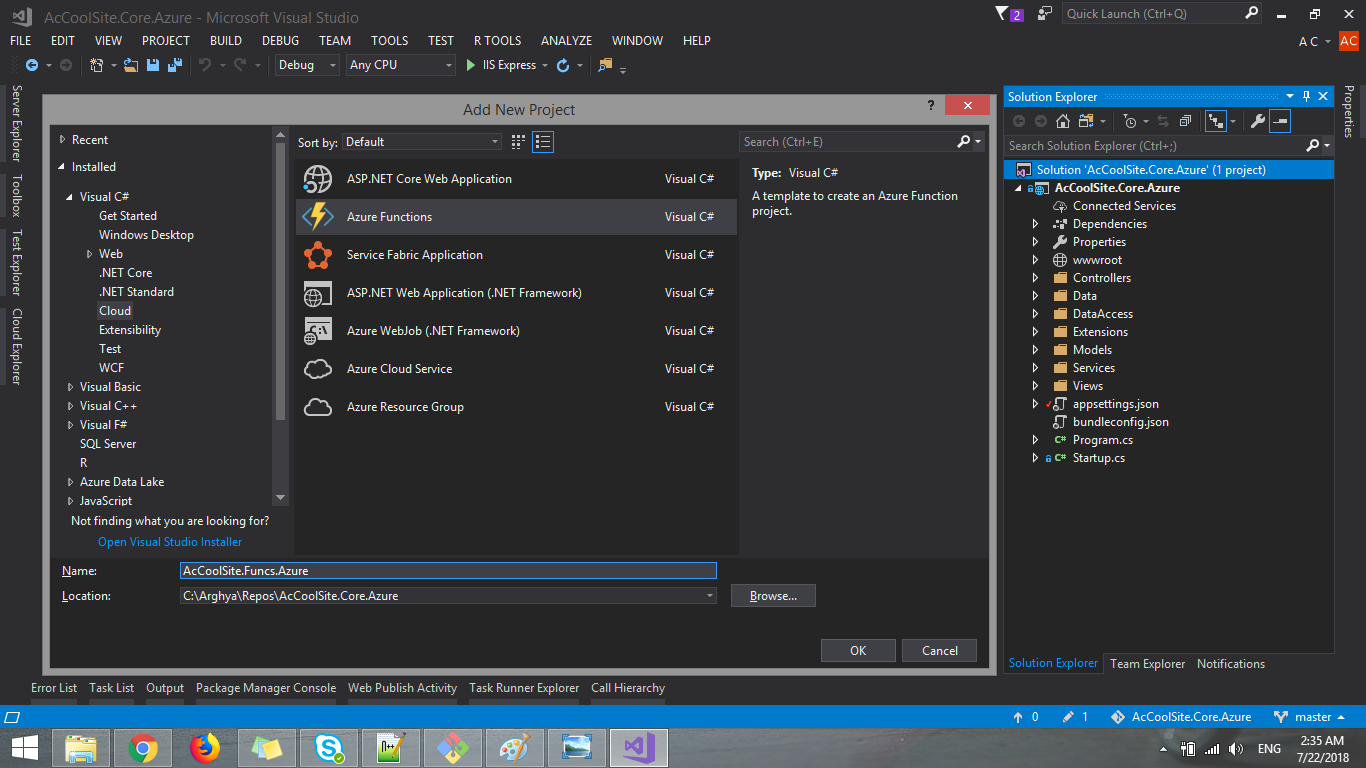 AcCoolSite.Core.Azure - Microsoft Visual Studio
2
Quick Launch (Ctrl+Q)
FILE EDIT VIEW PROJECT BUILD DEBUG TEAM TOOLS TEST R TOOLS ANALYZE WINDOW HELP
A C
AC
Debug
Any CPU
IIS Express
Server Explorer
Toolbox
Test Explorer
Cloud Explorer
Add New Project
?
Recent
Installed
Visual C#
Get Started
Windows Desktop
Web
.NET Core
.NET Standard
Cloud
Extensibility
Test
WCF
Visual Basic
Visual C++
Visual F#
SQL Server
R
Azure Data Lake
JavaScript
Not finding what you are looking for?
Open Visual Studio Installer
Sort by: Default
ASP.NET Core Web Application Visual C#
Azure Functions Visual C#
Service Fabric Application Visual C#
ASP.NET Web Application (.NET Framework) Visual C#
Azure WebJob (.NET Framework) Visual C#
Azure Cloud Service Visual C#
Azure Resource Group Visual C#
Search (Ctrl+E)
Type: Visual C#
A template to create an Azure Function
project.
Name: AcCoolSite.Funcs.Azure
Location: C:\Arghya\Repos\AcCoolSite.Core.Azure
Browse...
OK
Cancel
Solution Explorer
Search Solution Explorer (Ctrl+;)
Solution 'AcCoolSite.Core.Azure' (1 project)
AcCoolSite.Core.Azure
Connected Services
Dependencies
Properties
wwwroot
Controllers
Data
DataAccess
Extensions
Models
Services
Views
appsettings.json
bundleconfig.json
C# Program.cs
C# Startup.cs
Solution Explorer Team Explorer Notifications
Properties
Error List Task List Output Package Manager Console Web Publish Activity Task Runner Explorer Call Hierarchy
0 1 AcCoolSite.Core.Azure master
ENG
2:35 AM
7/22/2018